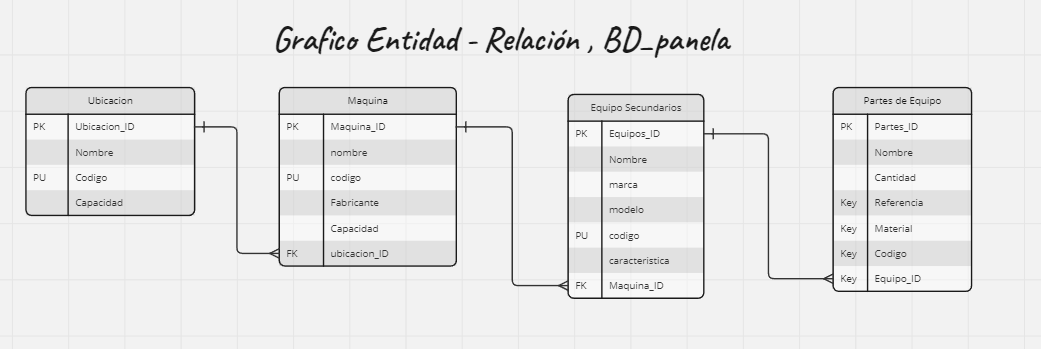 Grafico Entidad - Relación , BD_panela
Ubicacion
PK Ubicacion_ID
Nombre
PU Codigo
Capacidad
Maquina
PK Maquina_ID
nombre
PU codigo
Fabricante
Capacidad
FK ubicacion_ID
Equipo Secundarios
PK Equipos_ID
Nombre
marca
modelo
PU codigo
caracteristica
FK Maquina_ID
Partes de Equipo
PK Partes_ID
Nombre
Cantidad
Key Referencia
Key Material
Key Codigo
Key Equipo_ID